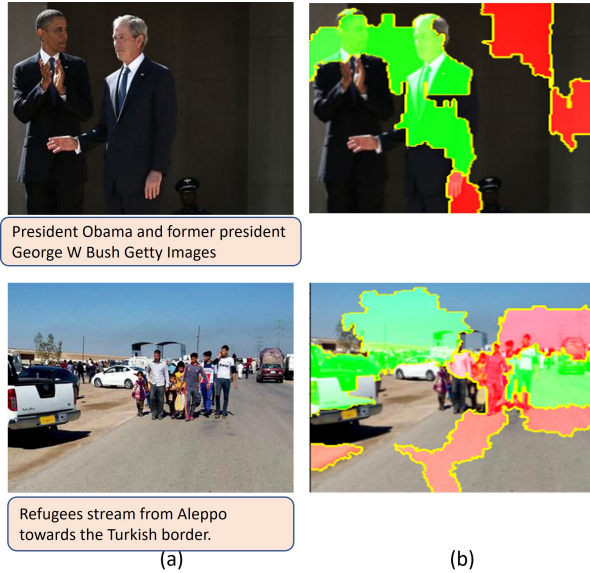 President Obama and former president
George W Bush Getty Images
Refugees stream from Aleppo
towards the Turkish border.
(a)
(b)